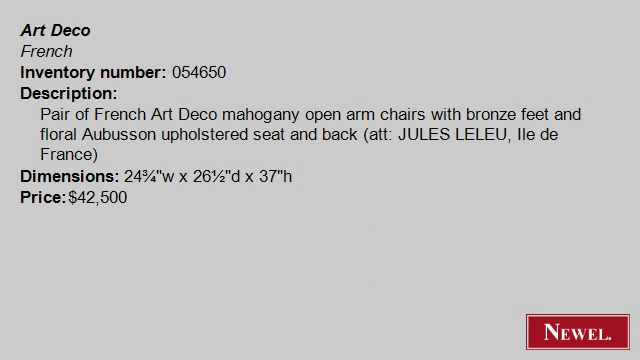 Art Deco
French
Inventory number: 054650
Description:
Pair of French Art Deco mahogany open arm chairs with bronze feet and
floral Aubusson upholstered seat and back (att: JULES LELEU, Ile de
France)
Dimensions: 24¾"w x 26½"d x 37"h
Price:$42,500
NEWEL.